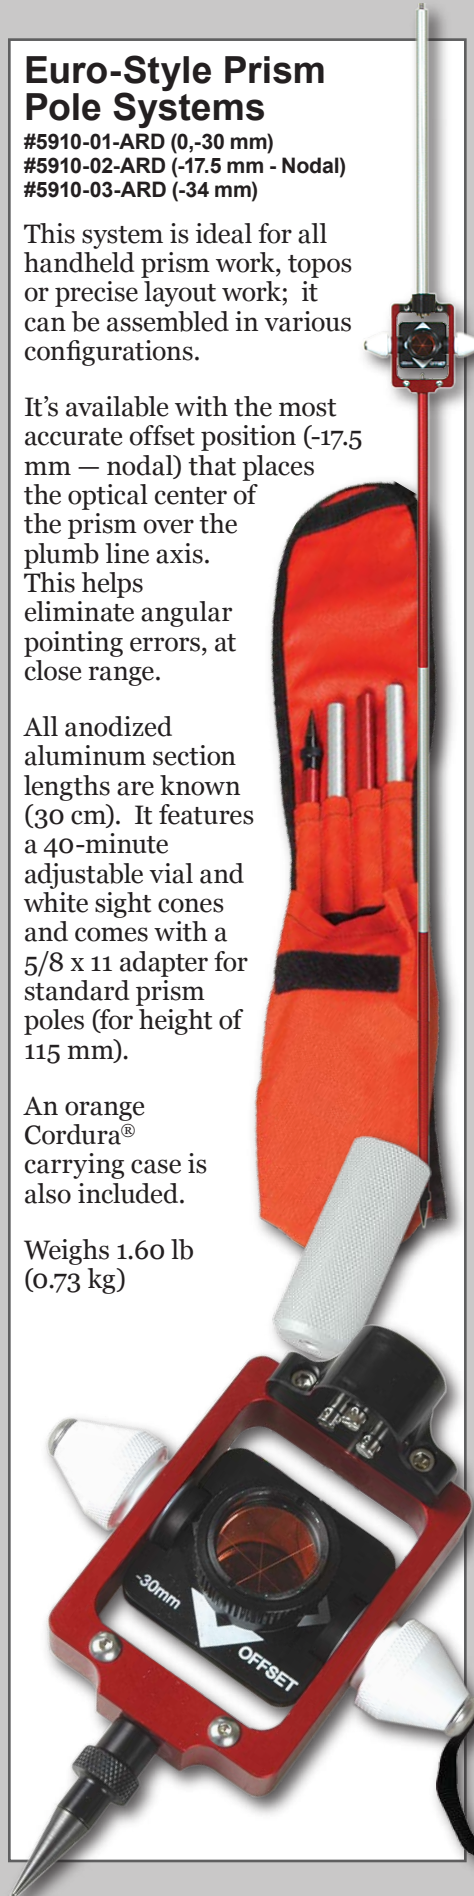 Euro-Style Prism
Pole Systems
#5910-01-ARD (0,-30 mm)
#5910-02-ARD (-17.5 mm - Nodal)
#5910-03-ARD (-34 mm)
This system is ideal for all
handheld prism work, topos
or precise layout work;  it
can be assembled in various
configurations.
It’s available with the most
accurate offset position (-17.5
mm — nodal) that places
the optical center of
the prism over the
plumb line axis.
This helps
eliminate angular
pointing errors, at
close range.
All anodized
aluminum section
lengths are known
(30 cm).  It features
a 40-minute
adjustable vial and
white sight cones
and comes with a
5/8 x 11 adapter for
standard prism
poles (for height of
115 mm).
An orange
Cordura®
carrying case is
also included.
Weighs 1.60 lb
(0.73 kg)
-30mm
OFFSET